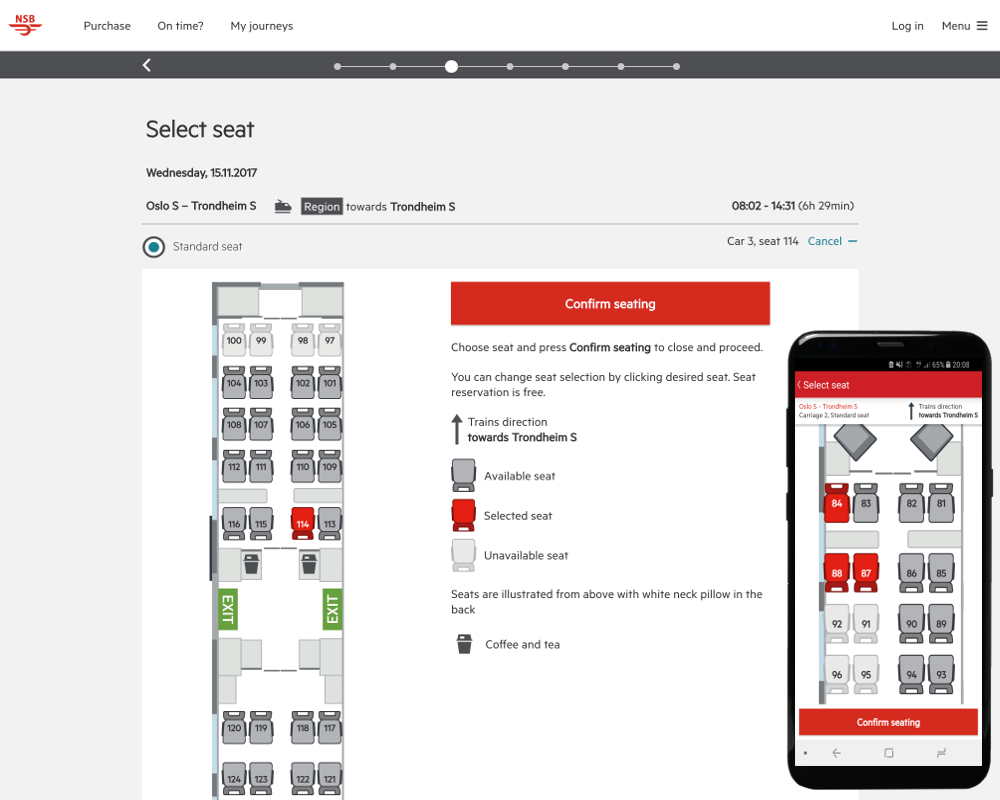 NSB
Purchase
On time?
My journeys
Log in
Menu
Select seat
Wednesday, 15.11.2017
Oslo S – Trondheim S
Region towards Trondheim S
08:02 - 14:31 (6h 29min)
Standard seat
Car 3, seat 114
Cancel
100 99 98 97
104 103 102 101
108 107 106 105
112 111 110 109
116 115 114 113
EXIT EXIT
120 119 118 117
124 123 122 121
Confirm seating
Choose seat and press Confirm seating to close and proceed.
You can change seat selection by clicking desired seat. Seat
reservation is free.
Trains direction
towards Trondheim S
Available seat
Selected seat
Unavailable seat
Seats are illustrated from above with white neck pillow in the
back
Coffee and tea
65% 20:08
Select seat
Oslo S - Trondheim S
Carriage 2, Standard seat
Trains direction
towards Trondheim S
84 83 82 81
88 87 86 85
92 91 90 89
96 95 94 93
Confirm seating